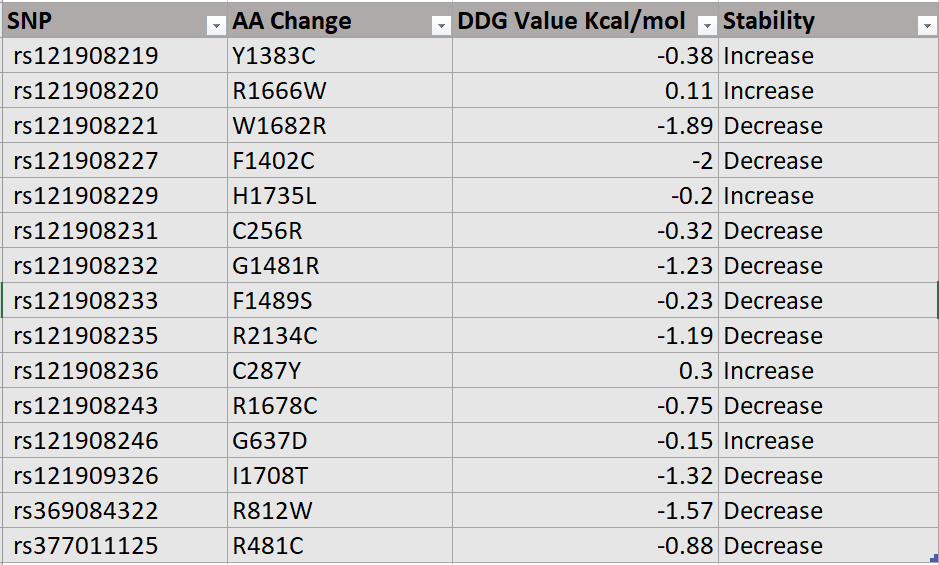 SNP AA Change DDG Value Kcal/mol Stability
rs121908219 Y1383C -0.38 Increase
rs121908220 R1666W 0.11 Increase
rs121908221 W1682R -1.89 Decrease
rs121908227 F1402C -2 Decrease
rs121908229 H1735L -0.2 Increase
rs121908231 C256R -0.32 Decrease
rs121908232 G1481R -1.23 Decrease
rs121908233 F1489S -0.23 Decrease
rs121908235 R2134C -1.19 Decrease
rs121908236 C287Y 0.3 Increase
rs121908243 R1678C -0.75 Decrease
rs121908246 G637D -0.15 Increase
rs121909326 I1708T -1.32 Decrease
rs369084322 R812W -1.57 Decrease
rs377011125 R481C -0.88 Decrease